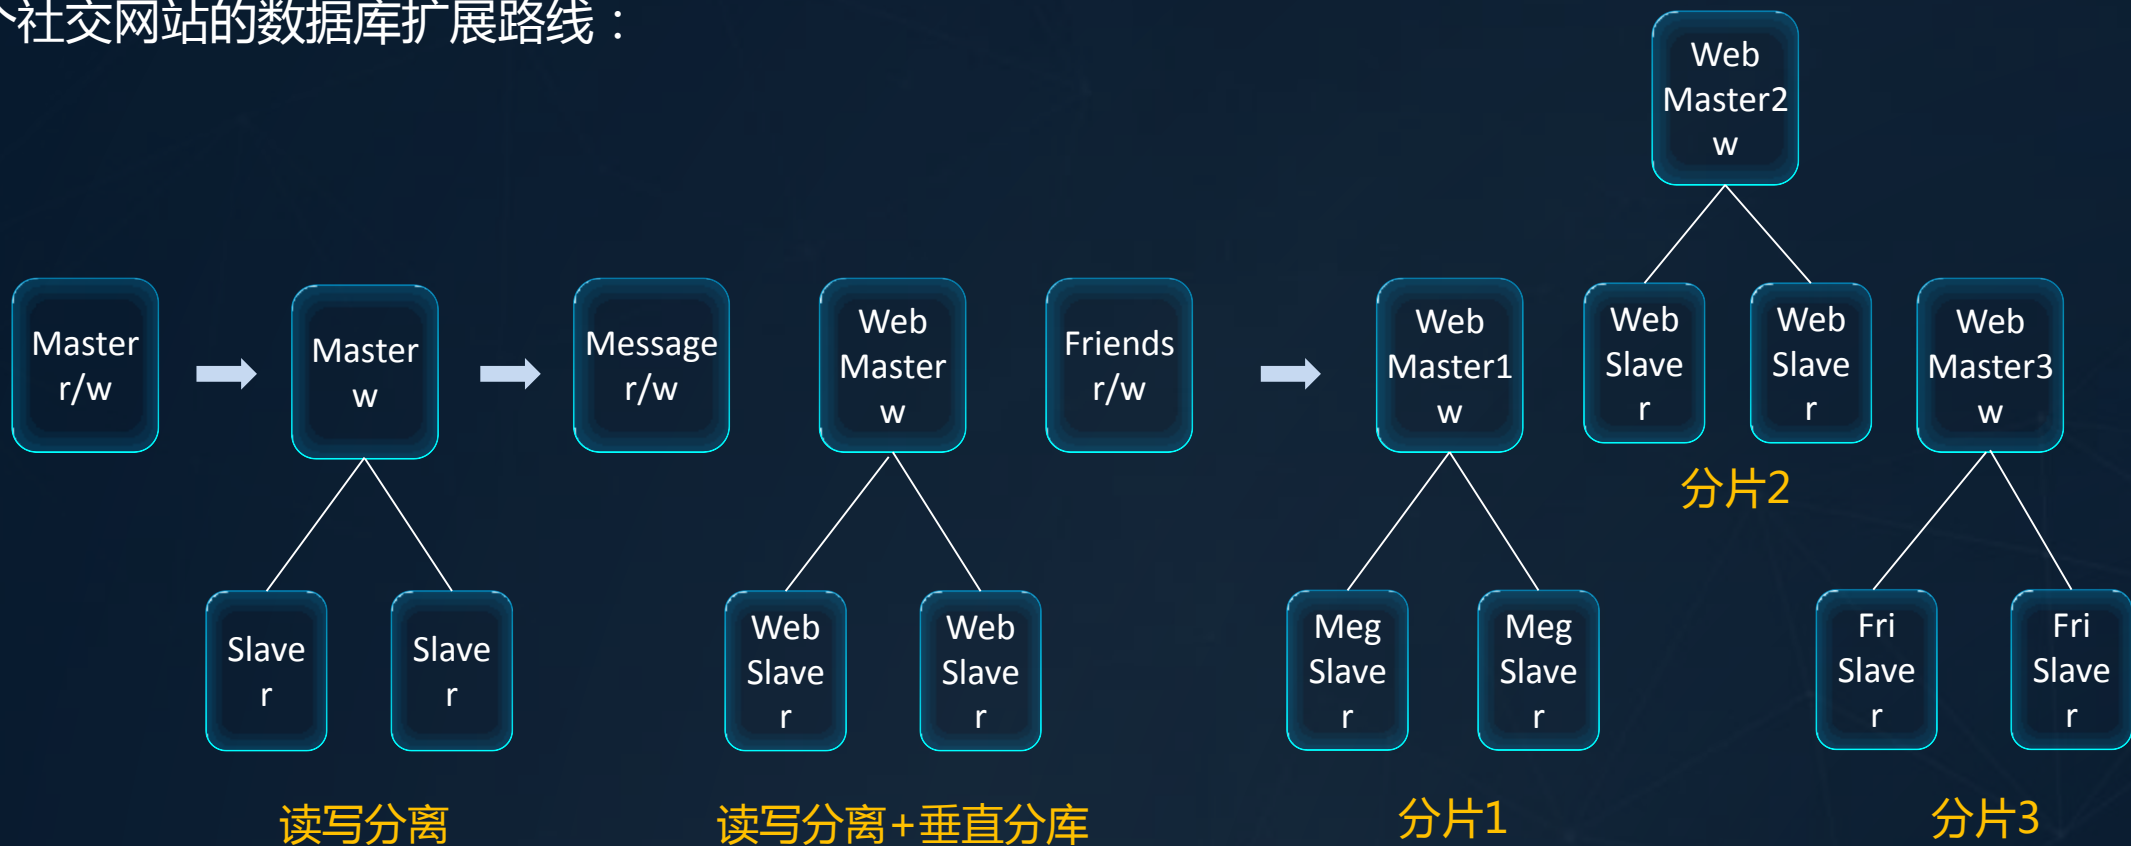 个社交网站的数据库扩展路线：
Master
r/w
Master
w
Slave
r
Slave
r
读写分离
Message
r/w
Web
Master
w
Friends
r/w
Web
Slave
r
Web
Slave
r
读写分离+垂直分库
Web
Master1
w
Meg
Slave
r
Meg
Slave
r
分片1
Web
Master2
w
Web
Slave
r
Web
Slave
r
分片2
Web
Master3
w
Fri
Slave
r
Fri
Slave
r
分片3